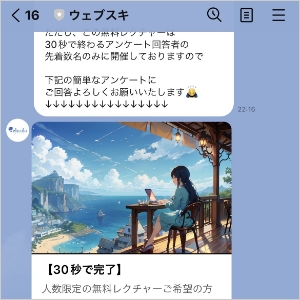 16 ウェブスキ
ただし、この無料レクチャーは
30秒で終わるアンケート回答者の
先着数名のみに開催しておりますので
下記の簡単なアンケートに
ご回答よろしくお願いいたします🙇
↓↓↓↓↓↓↓↓↓↓↓↓↓↓↓
22:16
【30秒で完了】
人数限定の無料レクチャーご希望の方